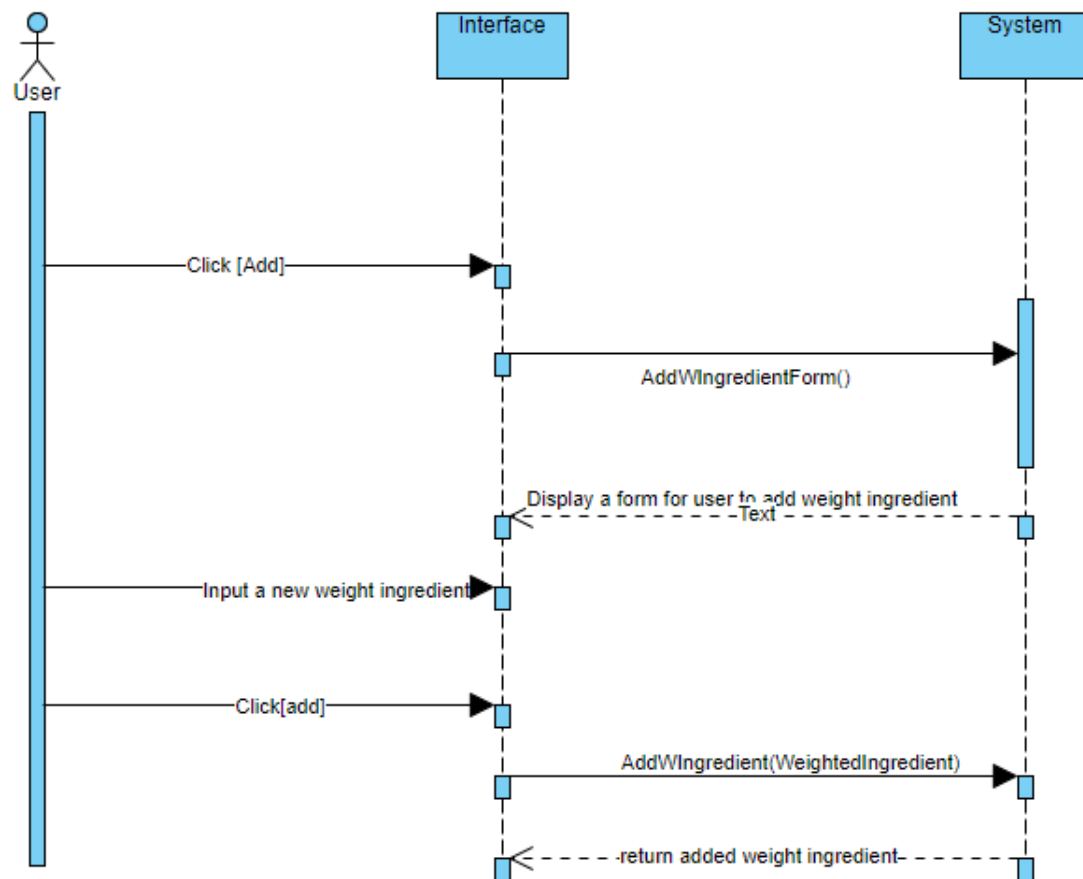 User
Interface
System
Click [Add]
AddWIngredientForm()
Display a form for user to add weight ingredient
Text
Input a new weight ingredient
Click[add]
AddWIngredient(WeightedIngredient)
return added weight ingredient